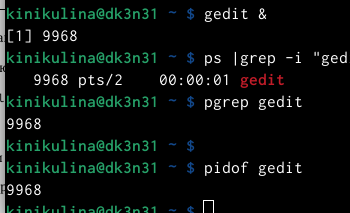 kinikulina@dk3n31 ~ $ gedit &
[1] 9968
kinikulina@dk3n31 ~ $ ps |grep -i "ged
9968 pts/2    00:00:01 gedit
kinikulina@dk3n31 ~ $ pgrep gedit
9968
kinikulina@dk3n31 ~ $
kinikulina@dk3n31 ~ $ pidof gedit
9968
kinikulina@dk3n31 ~ $